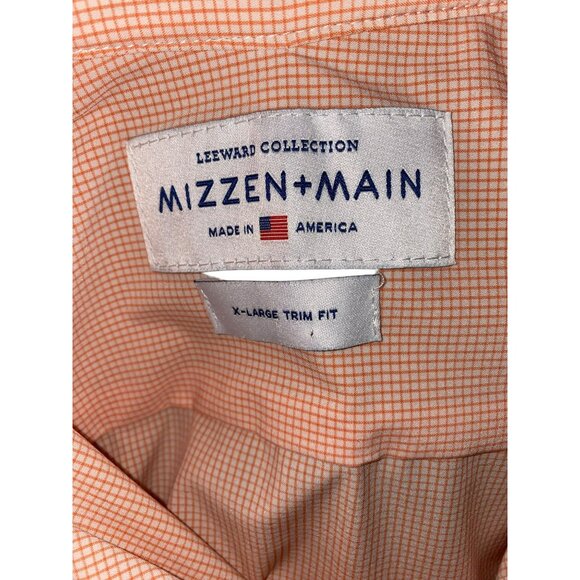 LEEWARD COLLECTION
MIZZEN+MAIN
MADE IN AMERICA
X-LARGE TRIM FIT